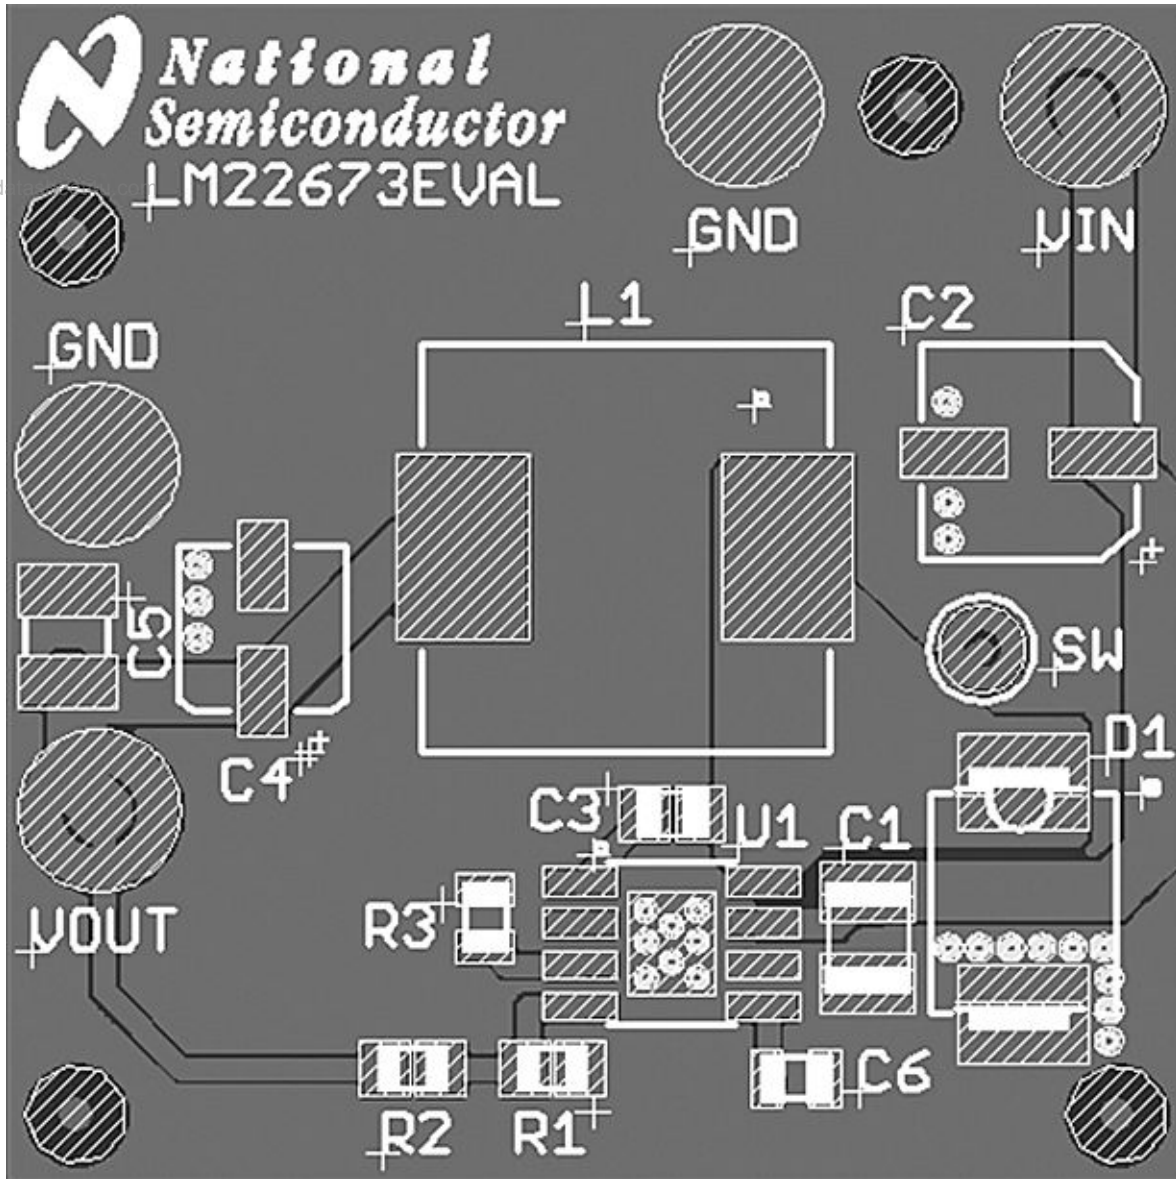 National
Semiconductor
LM22673EVAL
GND
VIN
L1
C2
GND
C5
SW
D1
C4
C3
U1
C1
R3
VOUT
C6
R2
R1